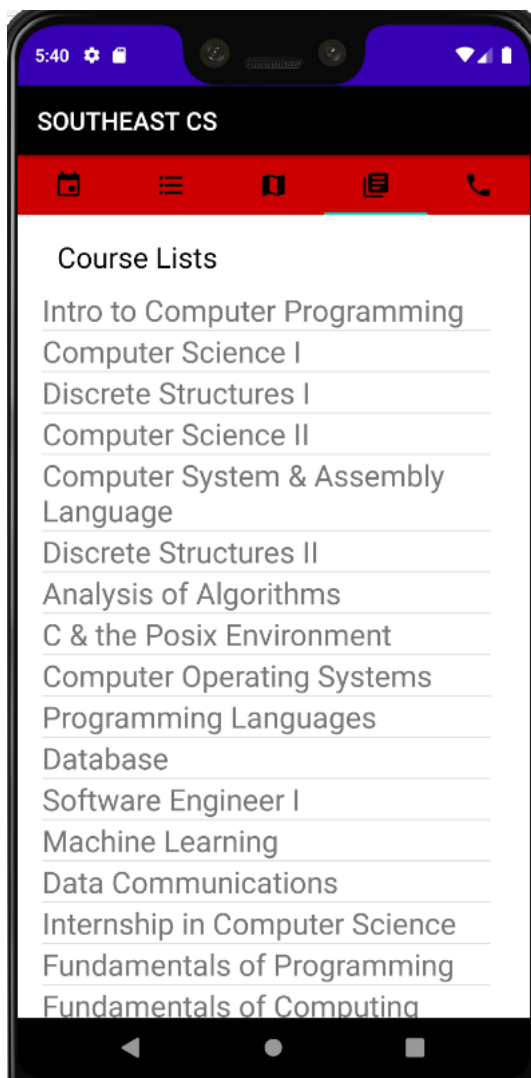 5:40
SOUTHEAST CS
Course Lists
Intro to Computer Programming
Computer Science I
Discrete Structures I
Computer Science II
Computer System & Assembly
Language
Discrete Structures II
Analysis of Algorithms
C & the Posix Environment
Computer Operating Systems
Programming Languages
Database
Software Engineer I
Machine Learning
Data Communications
Internship in Computer Science
Fundamentals of Programming
Fundamentals of Computing